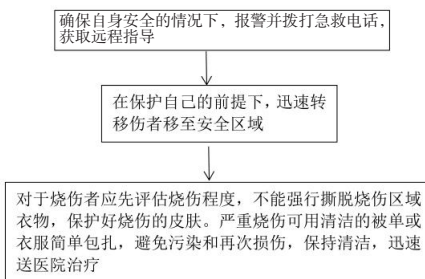 确保自身安全的情况下，报警并拨打急救电话，
获取远程指导
在保护自己的前提下，迅速转
移伤者移至安全区域
对于烧伤者应先评估烧伤程度，不能强行撕脱烧伤区域
衣物，保护好烧伤的皮肤。严重烧伤可用清洁的被单或
衣服简单包扎，避免污染和再次损伤，保持清洁，迅速
送医院治疗